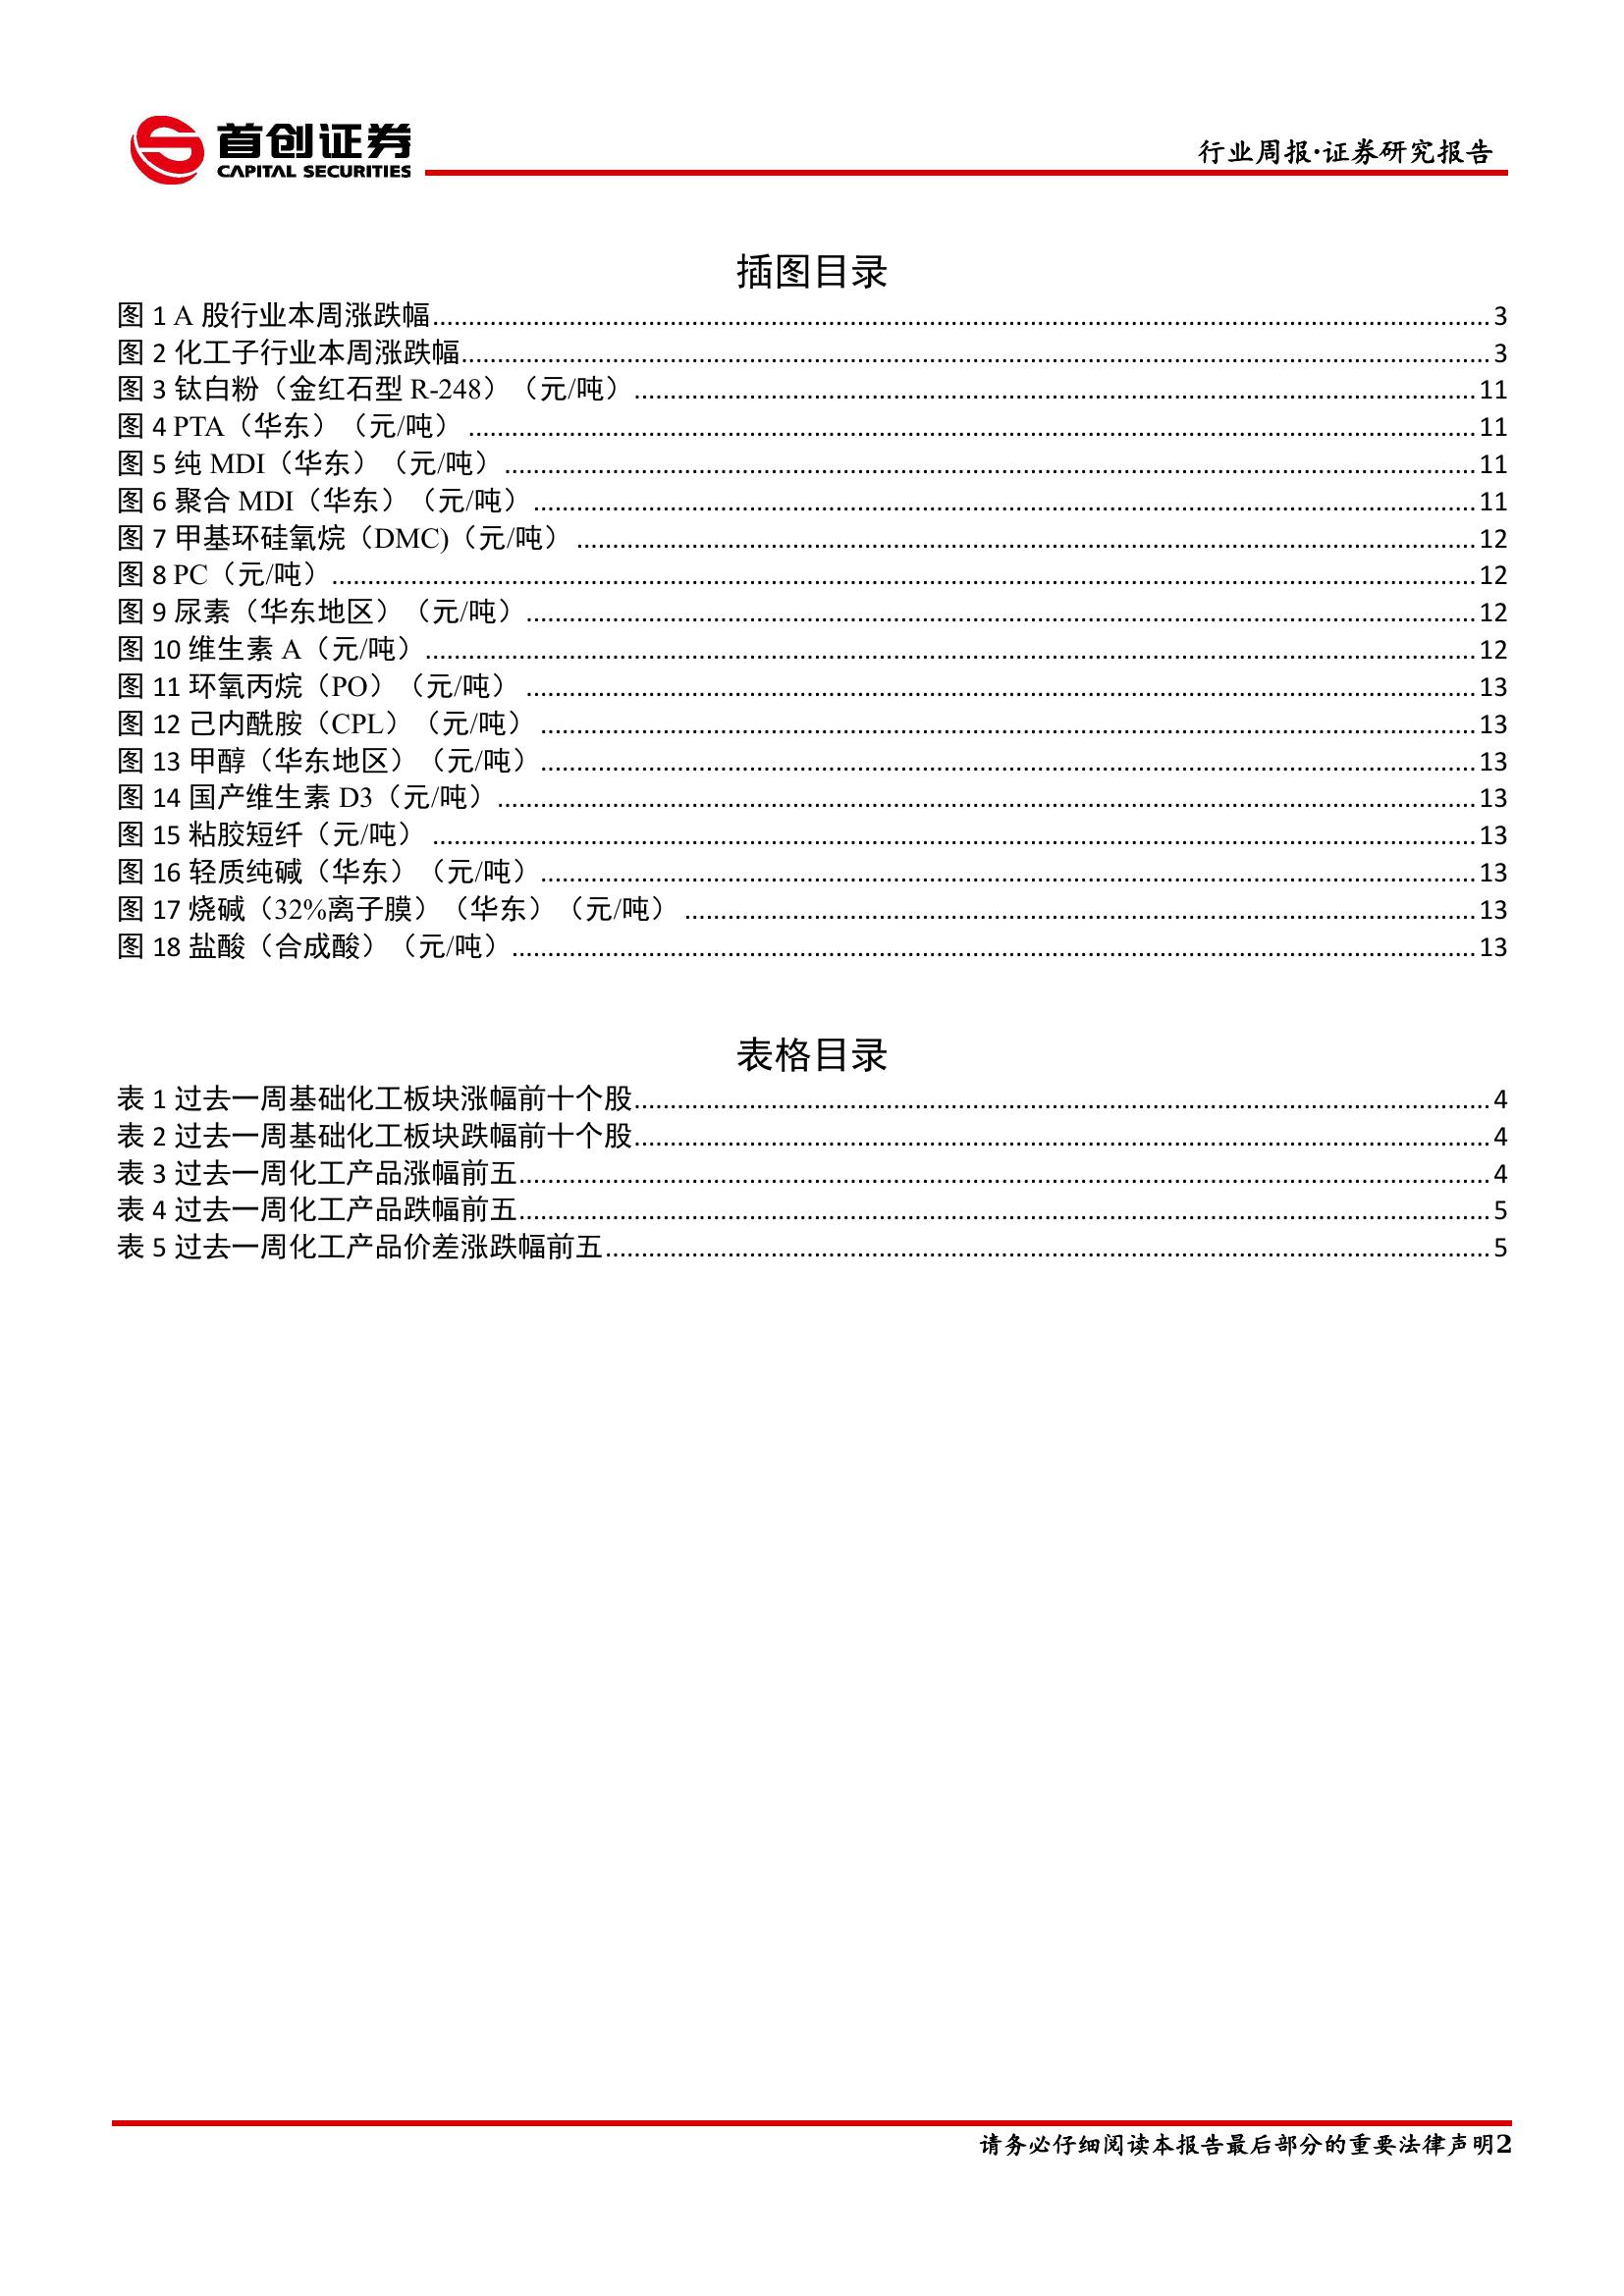 首创证券
CAPITAL SECURITIES
行业周报·证券研究报告
插图目录
图 1 A 股行业本周涨跌幅 3
图 2 化工子行业本周涨跌幅 3
图 3 钛白粉（金红石型 R-248）（元/吨） 11
图 4 PTA（华东）（元/吨） 11
图 5 纯 MDI（华东）（元/吨） 11
图 6 聚合 MDI（华东）（元/吨） 11
图 7 甲基环硅氧烷（DMC)（元/吨） 12
图 8 PC（元/吨） 12
图 9 尿素（华东地区）（元/吨） 12
图 10 维生素 A（元/吨） 12
图 11 环氧丙烷（PO）（元/吨） 13
图 12 己内酰胺（CPL）（元/吨） 13
图 13 甲醇（华东地区）（元/吨） 13
图 14 国产维生素 D3（元/吨） 13
图 15 粘胶短纤（元/吨） 13
图 16 轻质纯碱（华东）（元/吨） 13
图 17 烧碱（32%离子膜）（华东）（元/吨） 13
图 18 盐酸（合成酸）（元/吨） 13
表格目录
表 1 过去一周基础化工板块涨幅前十个股 4
表 2 过去一周基础化工板块跌幅前十个股 4
表 3 过去一周化工产品涨幅前五 4
表 4 过去一周化工产品跌幅前五 5
表 5 过去一周化工产品价差涨跌幅前五 5
请务必仔细阅读本报告最后部分的重要法律声明2